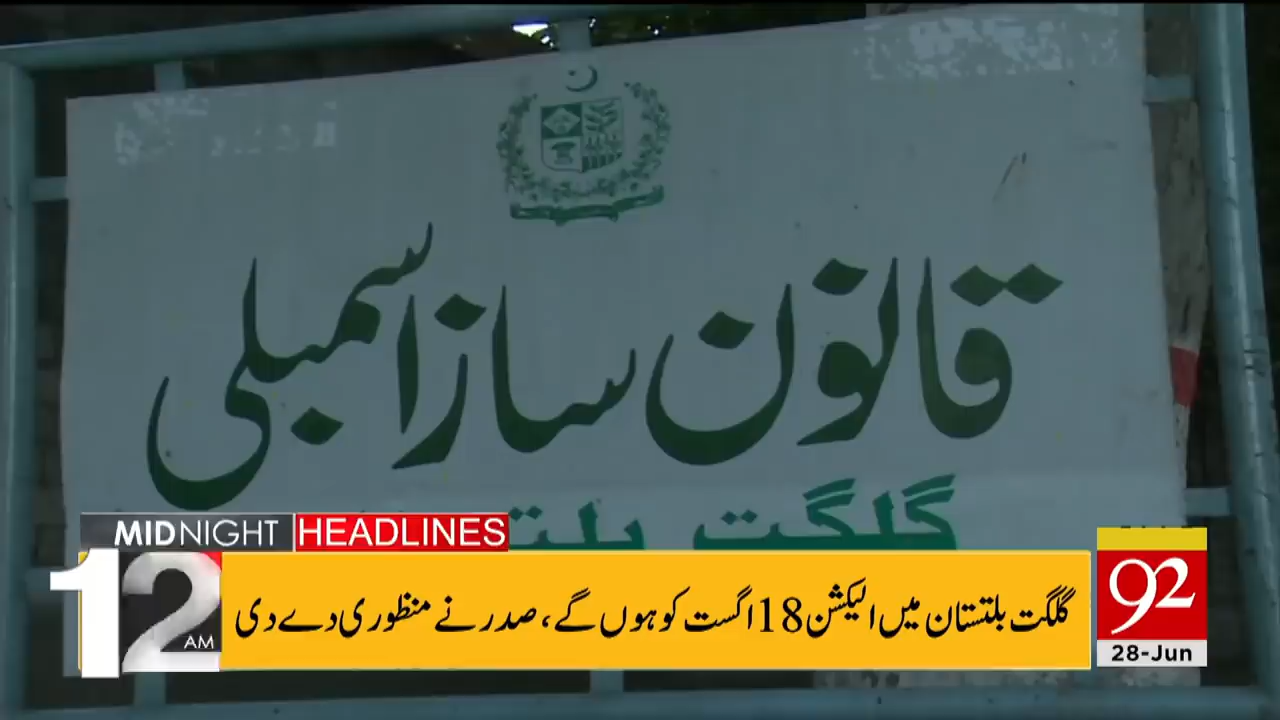 قانون ساز اسمبلی
گلگت
MIDNIGHT HEADLINES
12 AM
گلگت بلتستان میں الیکشن 18 اگست کو ہوں گے، صدر نے منظوری دے دی
92
28-Jun